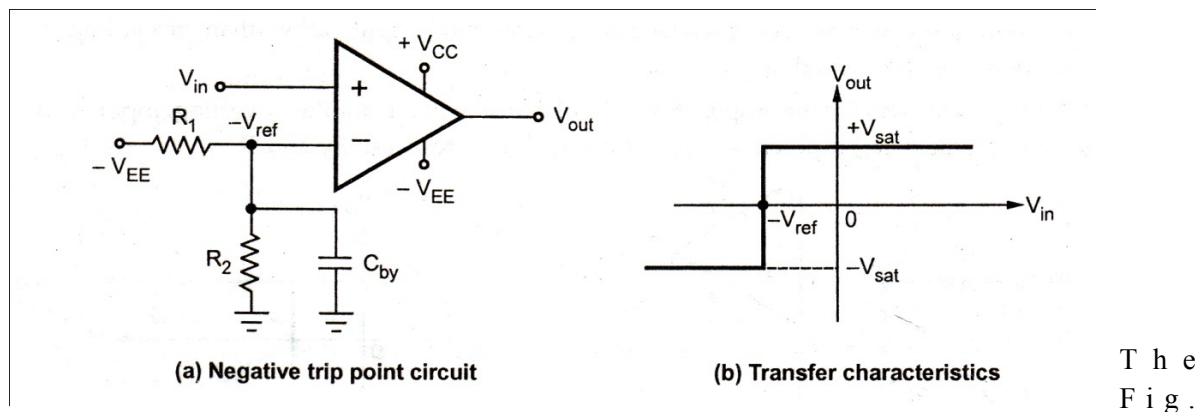 + V_CC
V_in
+
R_1
−V_ref
−
V_out
− V_EE
− V_EE
R_2
C_by
(a) Negative trip point circuit
V_out
+V_sat
−V_ref
0
V_in
−V_sat
(b) Transfer characteristics
The
Fig.